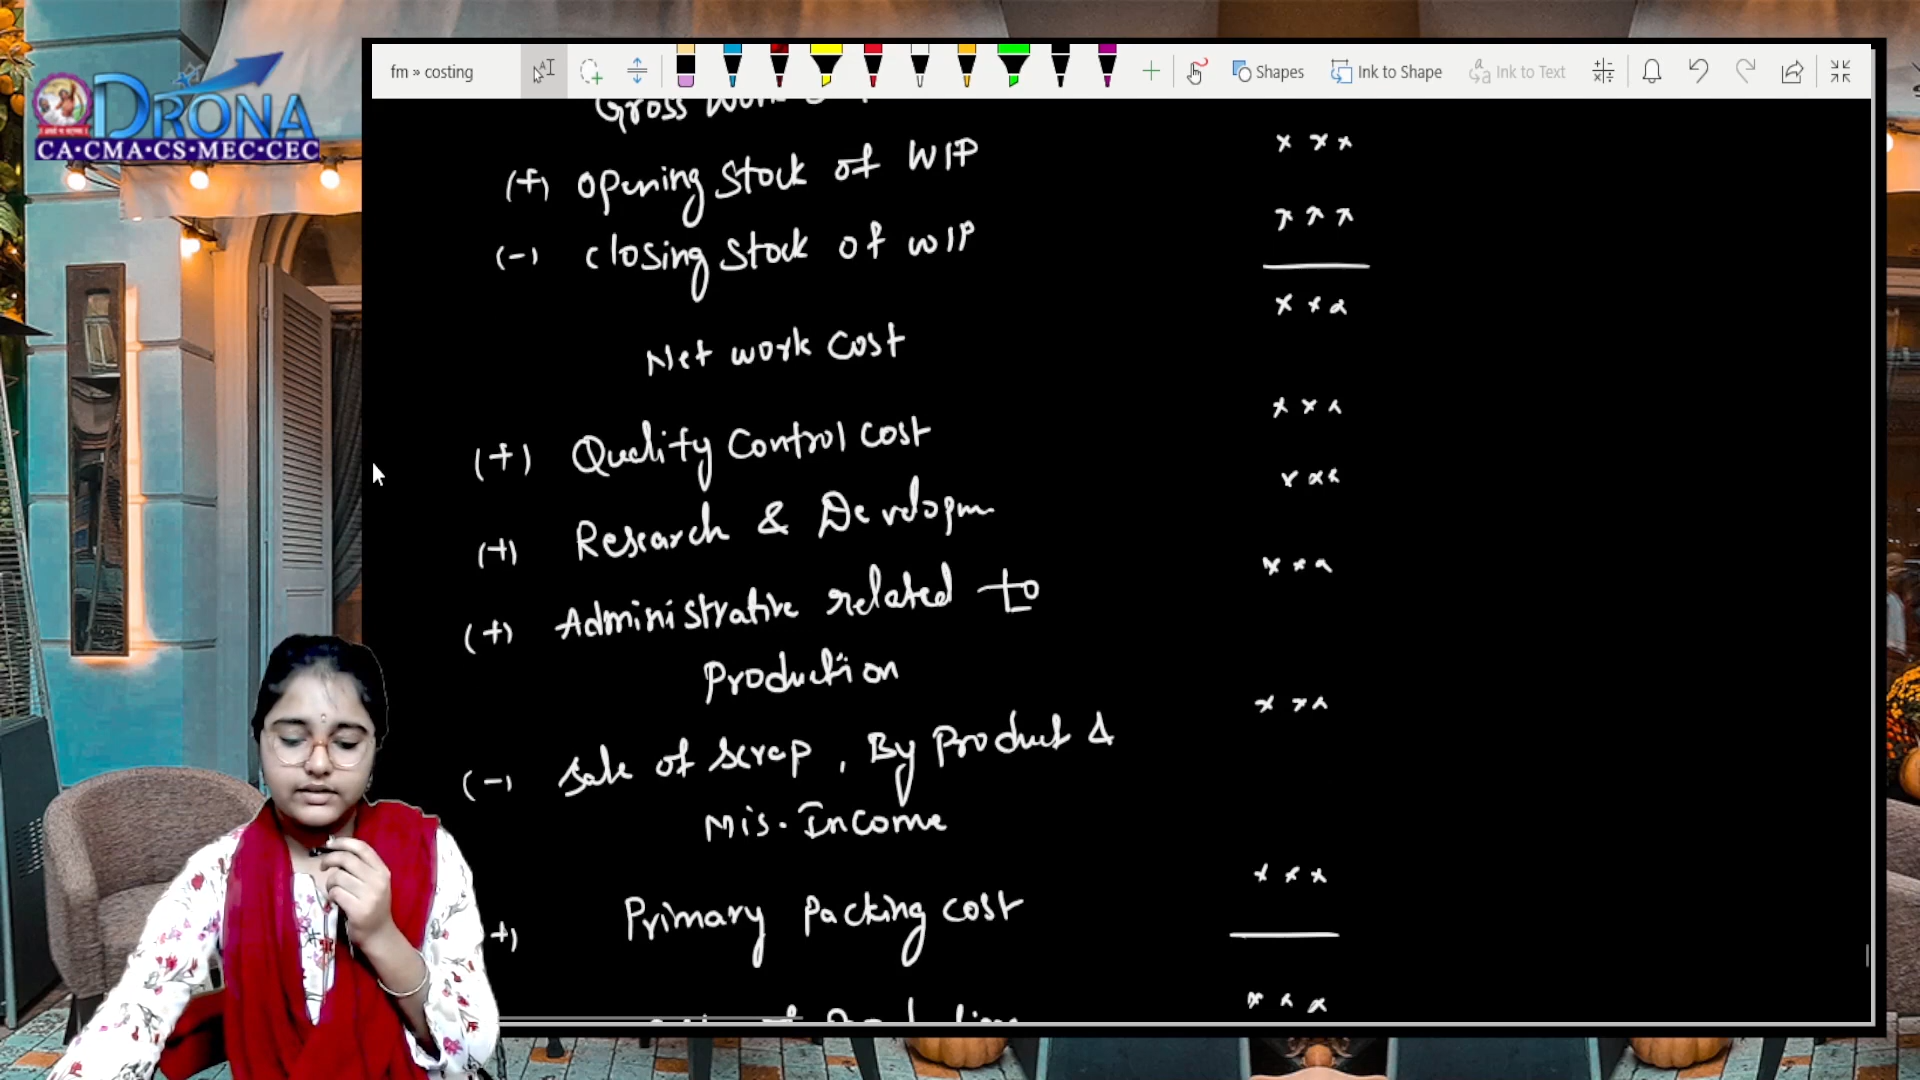 DRONA
CA•CMA•CS•MEC•CEC
fm » costing
Shapes
Ink to Shape
Ink to Text
Gross
(+) Opening Stock of WIP x x x
(-) closing Stock of WIP x x x
Net work cost x x x
(+) Quality Control cost x x x
(+) Research & Developm x x x
(+) Administrative related to x x x
Production
(-) Sale of Scrap, By Product & x x x
Mis. Income
+) Primary Packing cost x x x
x x x